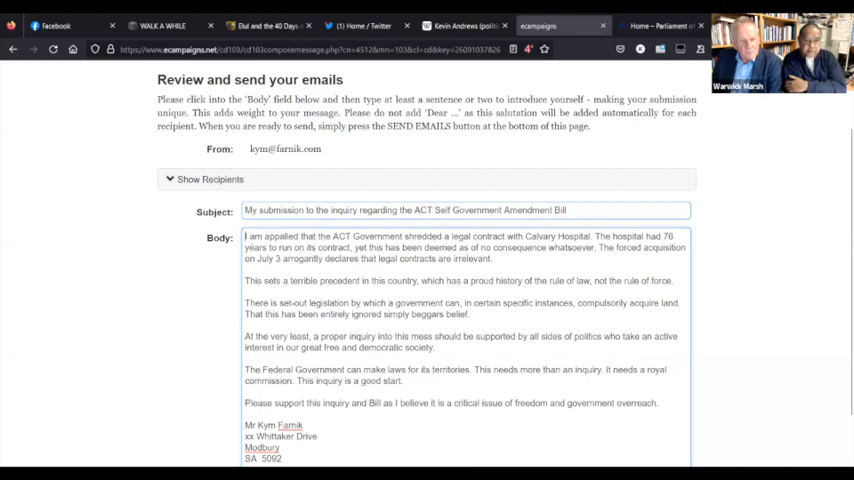 Facebook
WALK A WHILE
Elul and the 40 Days o
(1) Home / Twitter
Kevin Andrews (politi
ecampaigns
Home – Parliament of
https://www.ecampaigns.net/cd103/cd103composemessage.php?cn=4512&mn=103&cl=cd&key=26091037826
Warwick Marsh
Review and send your emails
Please click into the 'Body' field below and then type at least a sentence or two to introduce yourself - making your submission
unique. This adds weight to your message. Please do not add 'Dear ...' as this salutation will be added automatically for each
recipient. When you are ready to send, simply press the SEND EMAILS button at the bottom of this page.
From: kym@farnik.com
Show Recipients
Subject: My submission to the inquiry regarding the ACT Self Government Amendment Bill
Body: I am appalled that the ACT Government shredded a legal contract with Calvary Hospital. The hospital had 76
years to run on its contract, yet this has been deemed as of no consequence whatsoever. The forced acquisition
on July 3 arrogantly declares that legal contracts are irrelevant.
This sets a terrible precedent in this country, which has a proud history of the rule of law, not the rule of force.
There is set-out legislation by which a government can, in certain specific instances, compulsorily acquire land.
That this has been entirely ignored simply beggars belief.
At the very least, a proper inquiry into this mess should be supported by all sides of politics who take an active
interest in our great free and democratic society.
The Federal Government can make laws for its territories. This needs more than an inquiry. It needs a royal
commission. This inquiry is a good start.
Please support this inquiry and Bill as I believe it is a critical issue of freedom and government overreach.
Mr Kym Farnik
xx Whittaker Drive
Modbury
SA 5092